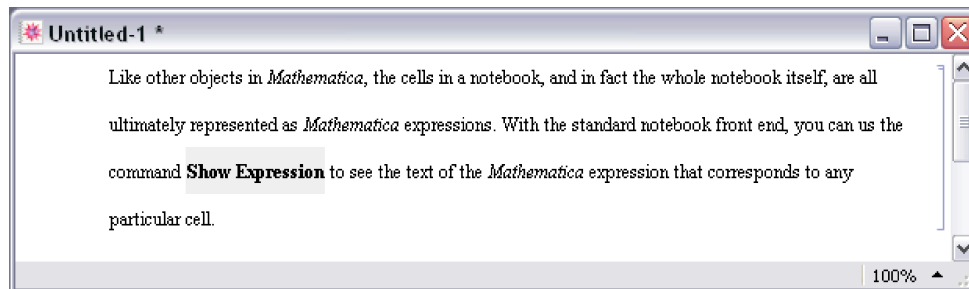 Untitled-1 *
Like other objects in Mathematica, the cells in a notebook, and in fact the whole notebook itself, are all
ultimately represented as Mathematica expressions. With the standard notebook front end, you can us the
command Show Expression to see the text of the Mathematica expression that corresponds to any
particular cell.
100%